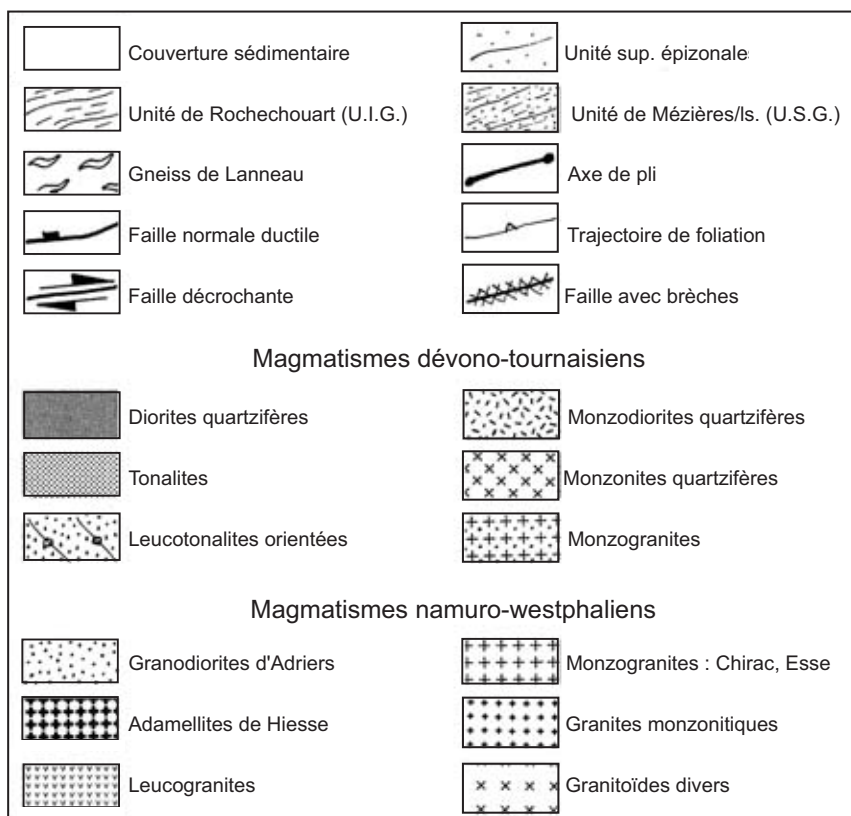 Couverture sédimentaire
Unité sup. épizonale
Unité de Rochechouart (U.I.G.)
Unité de Mézières/Is. (U.S.G.)
Gneiss de Lanneau
Axe de pli
Faille normale ductile
Trajectoire de foliation
Faille décrochante
Faille avec brèches
Magmatismes dévono-tournaisiens
Diorites quartzifères
Monzodiorites quartzifères
Tonalites
Monzonites quartzifères
Leucotonalites orientées
Monzogranites
Magmatismes namuro-westphaliens
Granodiorites d'Adriers
Monzogranites : Chirac, Esse
Adamellites de Hiesse
Granites monzonitiques
Leucogranites
Granitoïdes divers